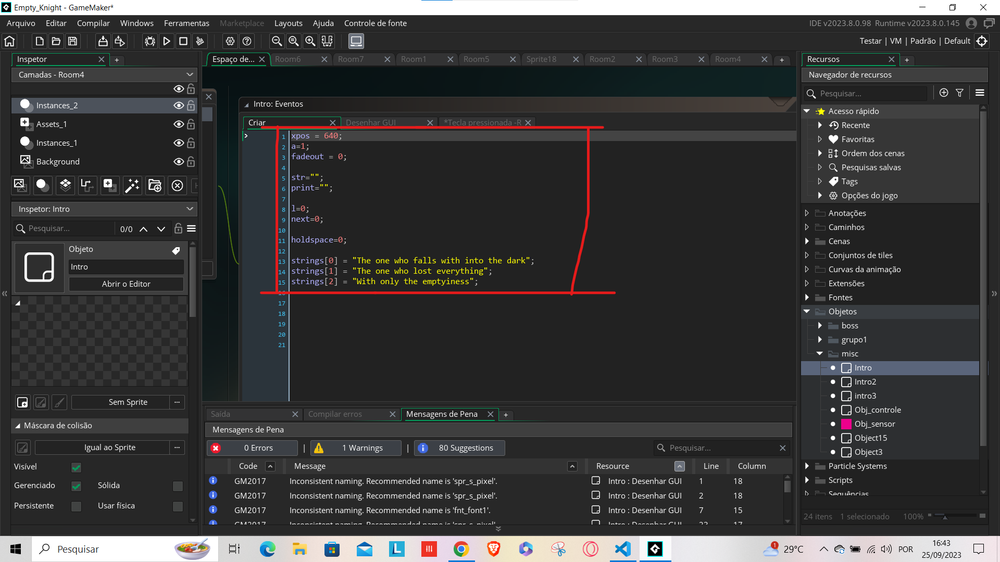 Empty_Knight - GameMaker*
Arquivo Editar Compilar Windows Ferramentas Marketplace Layouts Ajuda Controle de fonte
IDE v2023.8.0.98 Runtime v2023.8.0.145
Testar | VM | Padrão | Default
Inspetor
Camadas - Room4
Instances_2
Assets_1
Instances_1
Background
Inspetor: Intro
Pesquisar...
0/0
Objeto
Intro
Abrir o Editor
Sem Sprite
Máscara de colisão
Igual ao Sprite
Visível
Gerenciado Sólida
Persistente Usar física
Espaço de... Room6 Room7 Room1 Room5 Sprite18 Room2 Room3 Room4
Intro: Eventos
Criar Desenhar GUI *Tecla pressionada -R
1 xpos = 640;
2 a=1;
3 fadeout = 0;
4
5 str="";
6 print="";
7
8 l=0;
9 next=0;
10
11 holdspace=0;
12
13 strings[0] = "The one who falls with into the dark";
14 strings[1] = "The one who lost everything";
15 strings[2] = "With only the emptyiness";
16
17
18
19
20
21
Saída Compilar erros Mensagens de Pena
Mensagens de Pena
0 Errors | 1 Warnings | 80 Suggestions
Pesquisar...
Code Message Resource Line Column
GM2017 Inconsistent naming. Recommended name is 'spr_s_pixel'. Intro : Desenhar GUI 1 18
GM2017 Inconsistent naming. Recommended name is 'spr_s_pixel'. Intro : Desenhar GUI 2 18
GM2017 Inconsistent naming. Recommended name is 'fnt_font1'. Intro : Desenhar GUI 7 15
GM2017 Inconsistent naming. Recommended name is 'spr_s_pixel'. Intro : Desenhar GUI 23 17
Recursos
Navegador de recursos
Pesquisar...
Acesso rápido
Recente
Favoritas
Ordem dos cenas
Pesquisas salvas
Tags
Opções do jogo
Anotações
Caminhos
Cenas
Conjuntos de tiles
Curvas da animação
Extensões
Fontes
Objetos
boss
grupo1
misc
Intro
Intro2
intro3
Obj_controle
Obj_sensor
Object15
Object3
Particle Systems
Scripts
Sequências
24 itens 1 selecionado 100%
Pesquisar
1
29°C
POR
16:43
25/09/2023